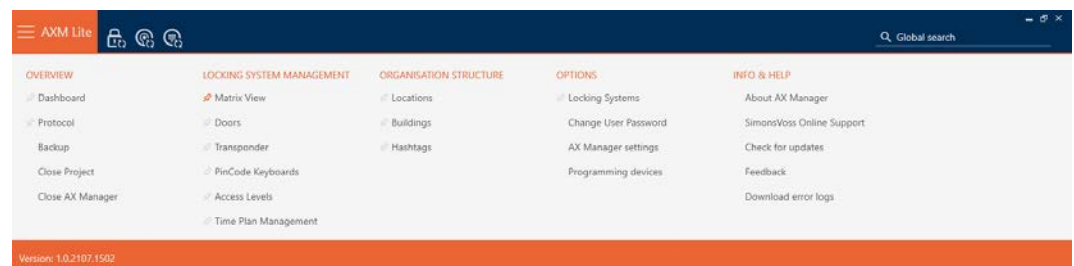 AXM Lite
Global search
OVERVIEW
Dashboard
Protocol
Backup
Close Project
Close AX Manager
LOCKING SYSTEM MANAGEMENT
Matrix View
Doors
Transponder
PinCode Keyboards
Access Levels
Time Plan Management
ORGANISATION STRUCTURE
Locations
Buildings
Hashtags
OPTIONS
Locking Systems
Change User Password
AX Manager settings
Programming devices
INFO & HELP
About AX Manager
SimonsVoss Online Support
Check for updates
Feedback
Download error logs
Version: 1.0.2107.1502